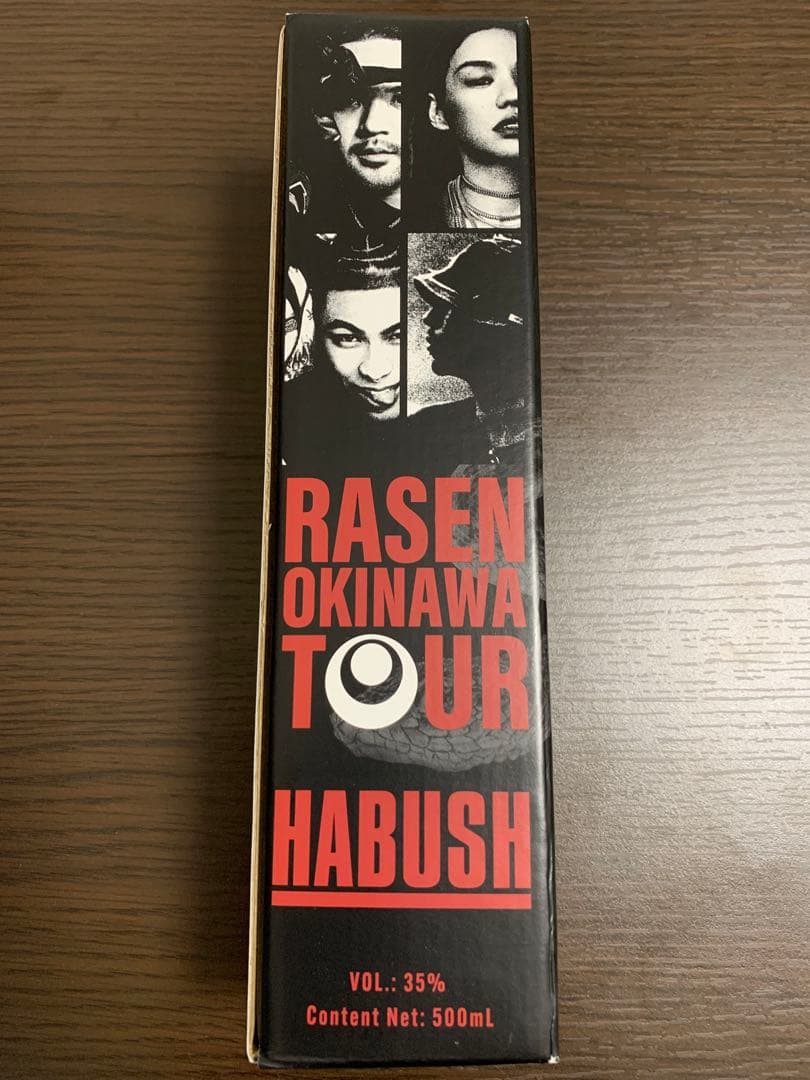 RASEN
OKINAWA
TOUR
HABUSH
VOL.: 35%
Content Net: 500mL